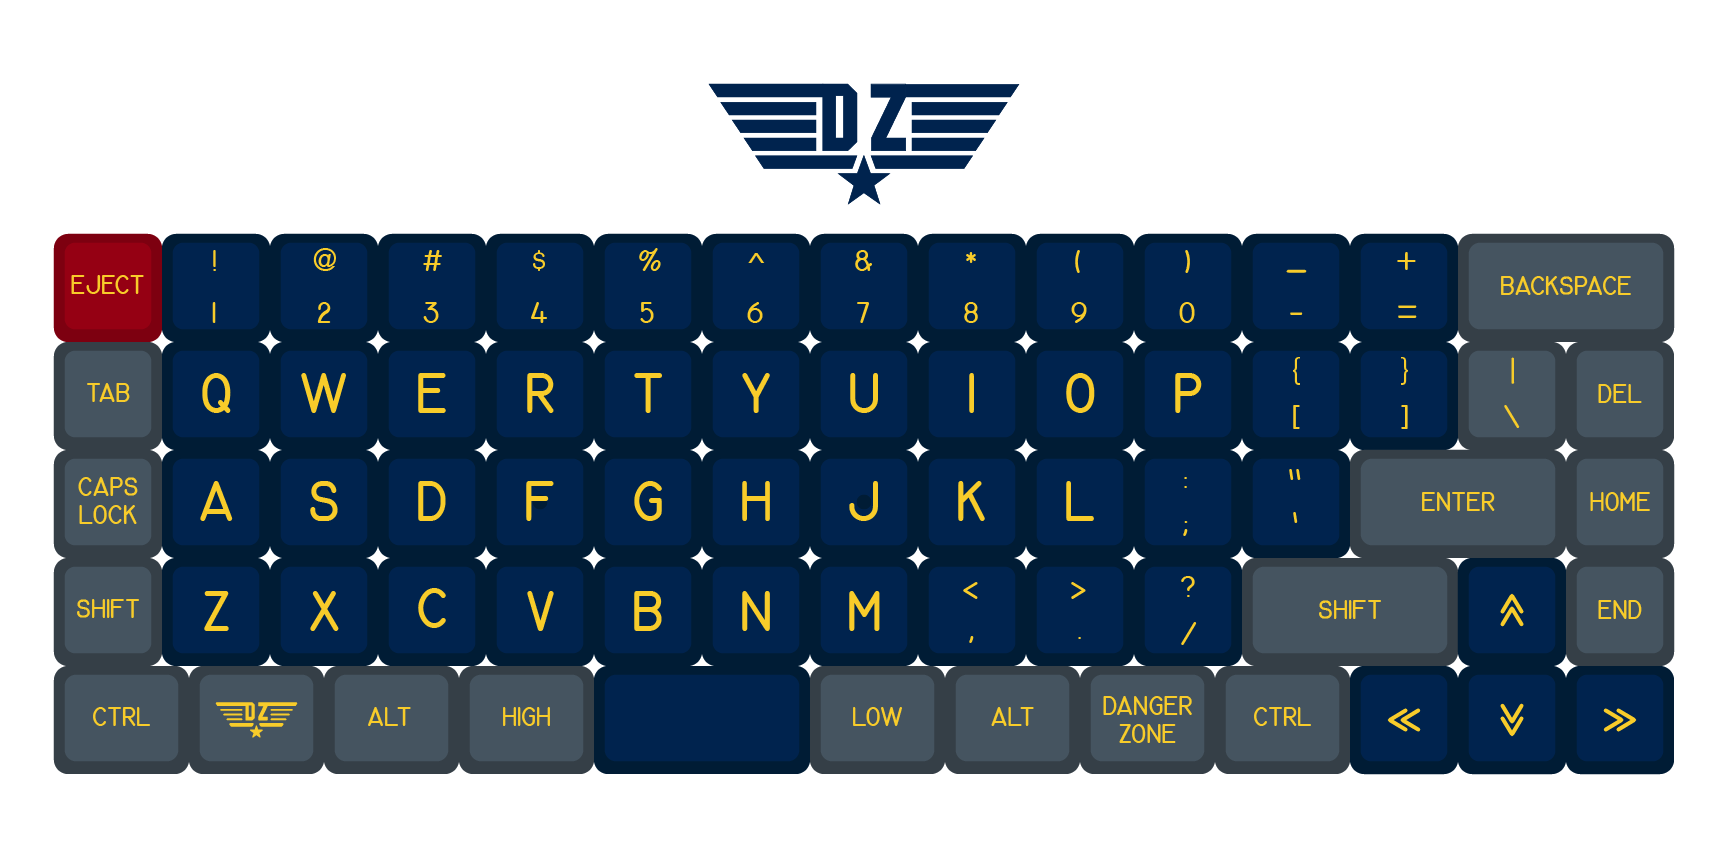 DZ
EJECT ! @ # $ % ^ & * ( ) _ + BACKSPACE
1 2 3 4 5 6 7 8 9 0 - =
TAB Q W E R T Y U I O P { } | DEL
[ ] \
CAPS
LOCK A S D F G H J K L : " ENTER HOME
; '
SHIFT Z X C V B N M < > ? SHIFT END
, . /
CTRL DZ ALT HIGH LOW ALT DANGER
ZONE CTRL